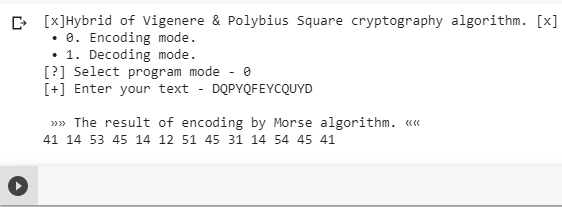 [x]Hybrid of Vigenere & Polybius Square cryptography algorithm. [x]
• 0. Encoding mode.
• 1. Decoding mode.
[?] Select program mode - 0
[+] Enter your text - DQPYQFEYCQUYD
»» The result of encoding by Morse algorithm. ««
41 14 53 45 14 12 51 45 31 14 54 45 41